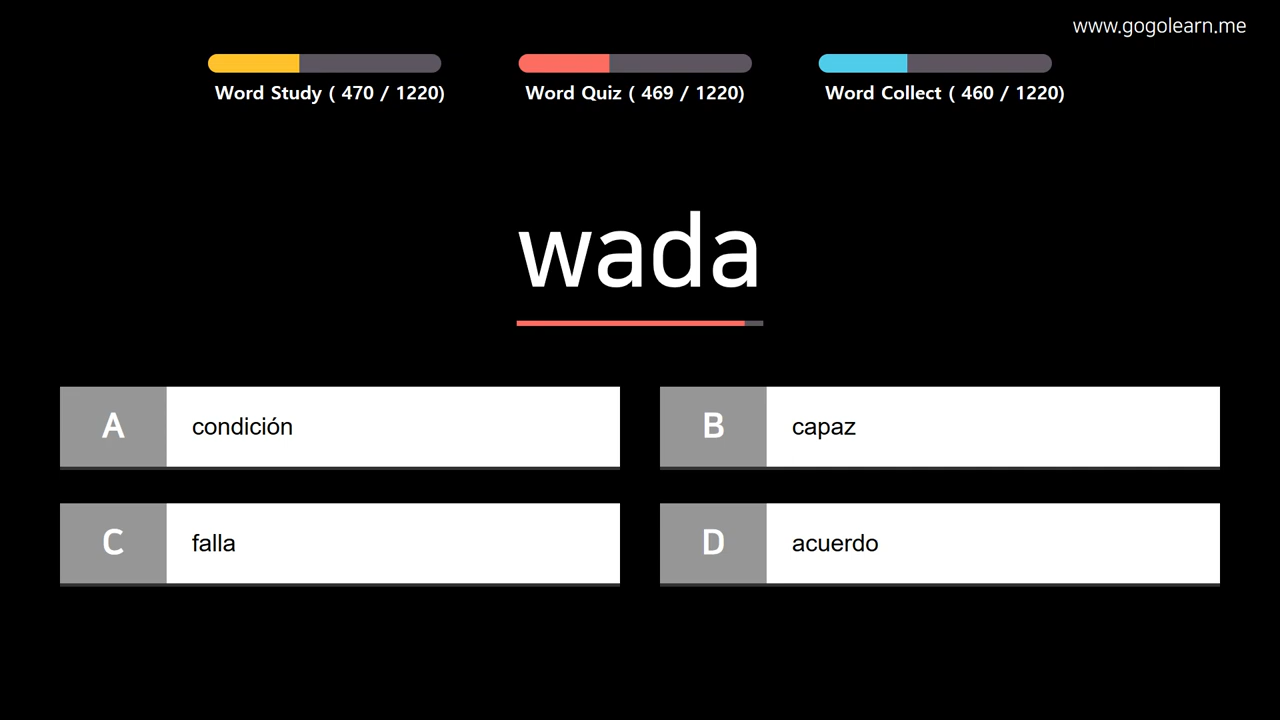 www.gogolearn.me
Word Study ( 470 / 1220)
Word Quiz ( 469 / 1220)
Word Collect ( 460 / 1220)
wada
A condición
B capaz
C falla
D acuerdo